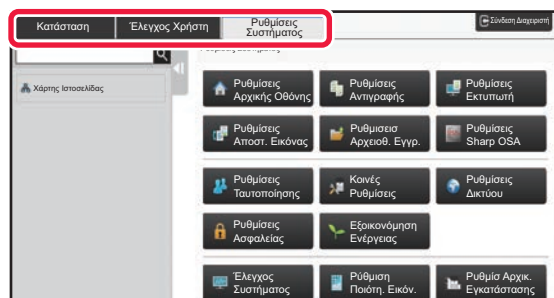 Κατάσταση
Έλεγχος Χρήστη
Ρυθμίσεις
Συστήματος
Σύνδεση Διαχειριστή
Χάρτης Ιστοσελίδας
Ρυθμίσεις
Αρχικής Οθόνης
Ρυθμίσεις
Αντιγραφής
Ρυθμίσεις
Εκτυπωτή
Ρυθμίσεις
Αποστ. Εικόνας
Ρυθμισεισ
Αρχειοθ. Εγγρ.
Ρυθμίσεις
Sharp OSA
Ρυθμίσεις
Ταυτοποίησης
Κοινές
Ρυθμίσεις
Ρυθμίσεις
Δικτύου
Ρυθμίσεις
Ασφαλείας
Εξοικονόμηση
Ενέργειας
Έλεγχος
Συστήματος
Ρύθμιση
Ποιότη. Εικόν.
Ρυθμίσ Αρχικ.
Εγκατάστασης